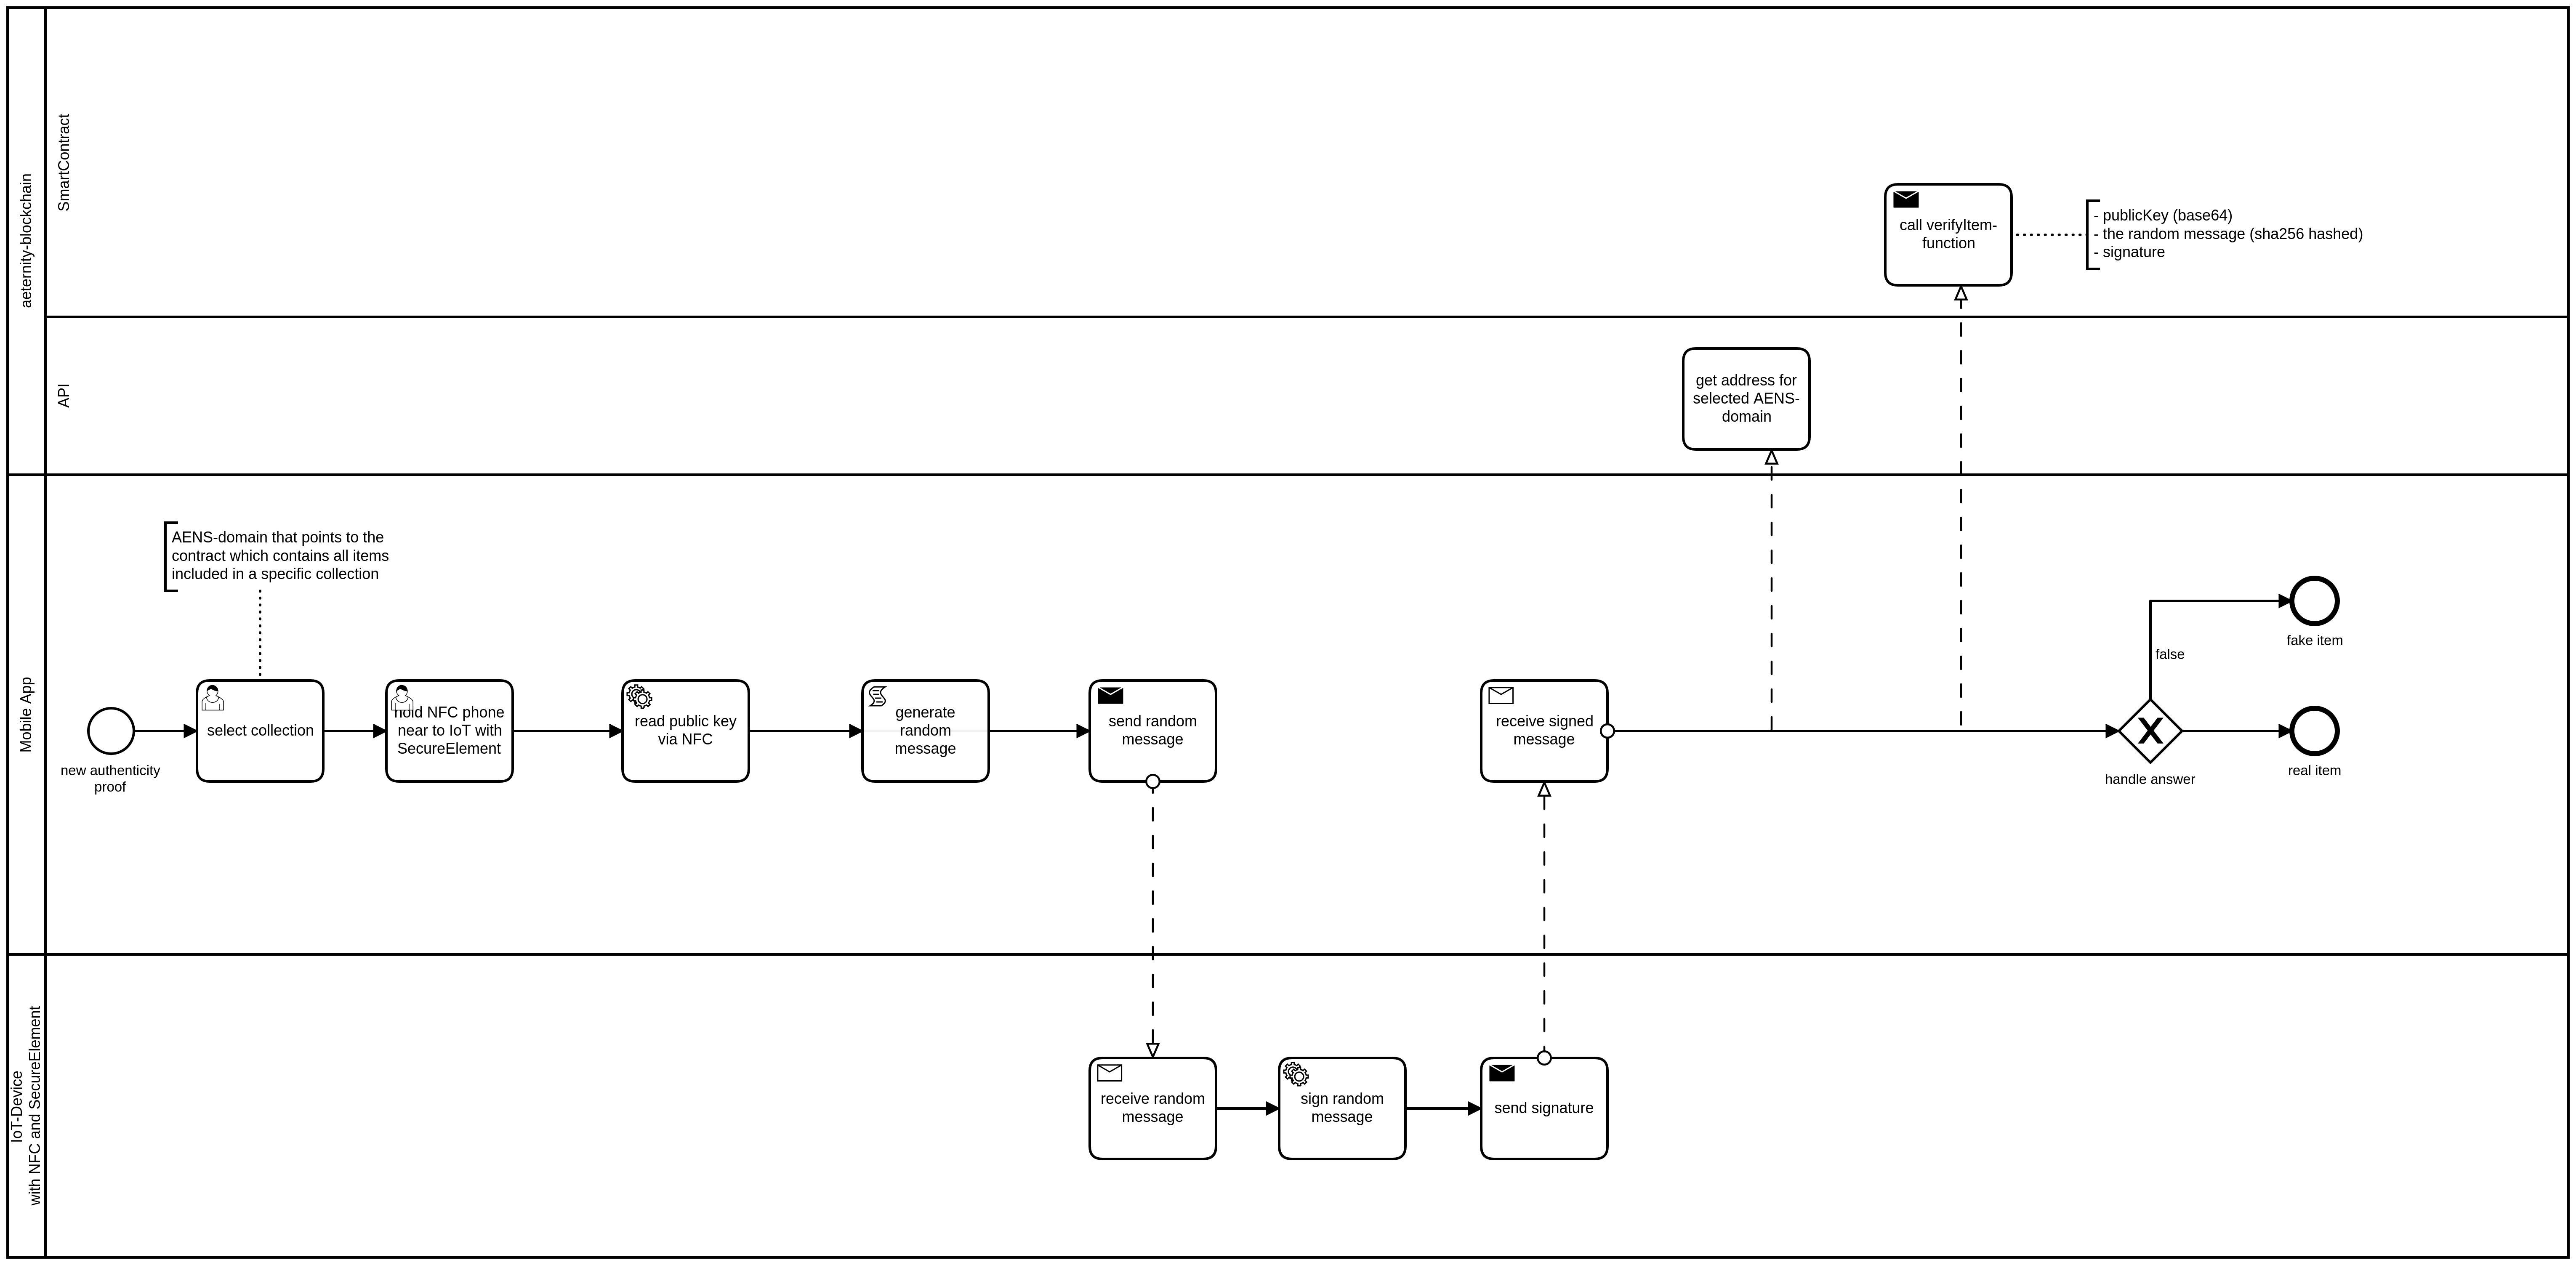 aeternity-blockchain
SmartContract
call verifyItem-
function
- publicKey (base64)
- the random message (sha256 hashed)
- signature
API
get address for
selected AENS-
domain
Mobile App
AENS-domain that points to the
contract which contains all items
included in a specific collection
new authenticity
proof
select collection
hold NFC phone
near to IoT with
SecureElement
read public key
via NFC
generate
random
message
send random
message
receive signed
message
handle answer
false
fake item
real item
IoT-Device
with NFC and SecureElement
receive random
message
sign random
message
send signature